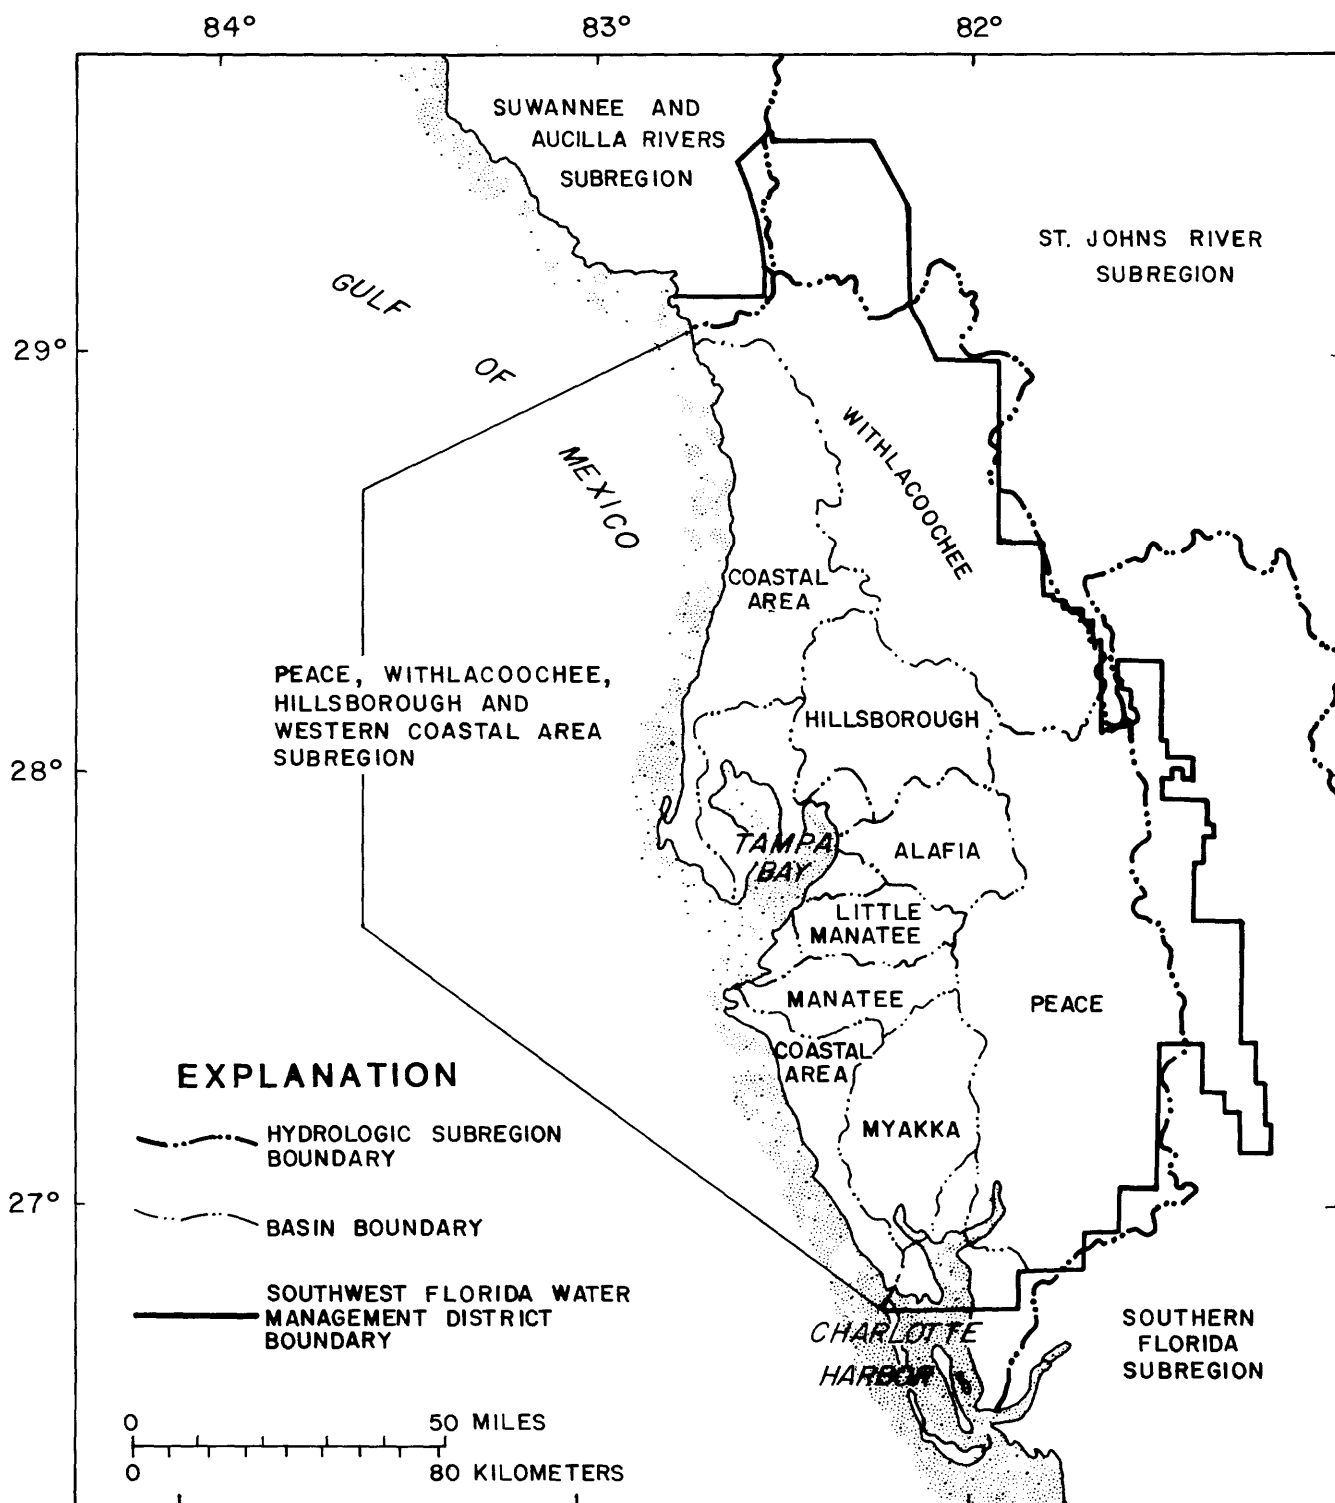 84°
83°
82°
SUWANNEE AND
AUCILLA RIVERS
SUBREGION
ST. JOHNS RIVER
SUBREGION
GULF
OF
MEXICO
29°
WITHLACOOCHEE
COASTAL
AREA
PEACE, WITHLACOOCHEE,
HILLSBOROUGH AND
WESTERN COASTAL AREA
SUBREGION
HILLSBOROUGH
28°
TAMPA
BAY
ALAFIA
LITTLE
MANATEE
MANATEE
PEACE
COASTAL
AREA
MYAKKA
27°
EXPLANATION
HYDROLOGIC SUBREGION
BOUNDARY
BASIN BOUNDARY
SOUTHWEST FLORIDA WATER
MANAGEMENT DISTRICT
BOUNDARY
CHARLOTTE
HARBOR
SOUTHERN
FLORIDA
SUBREGION
0 50 MILES
0 80 KILOMETERS